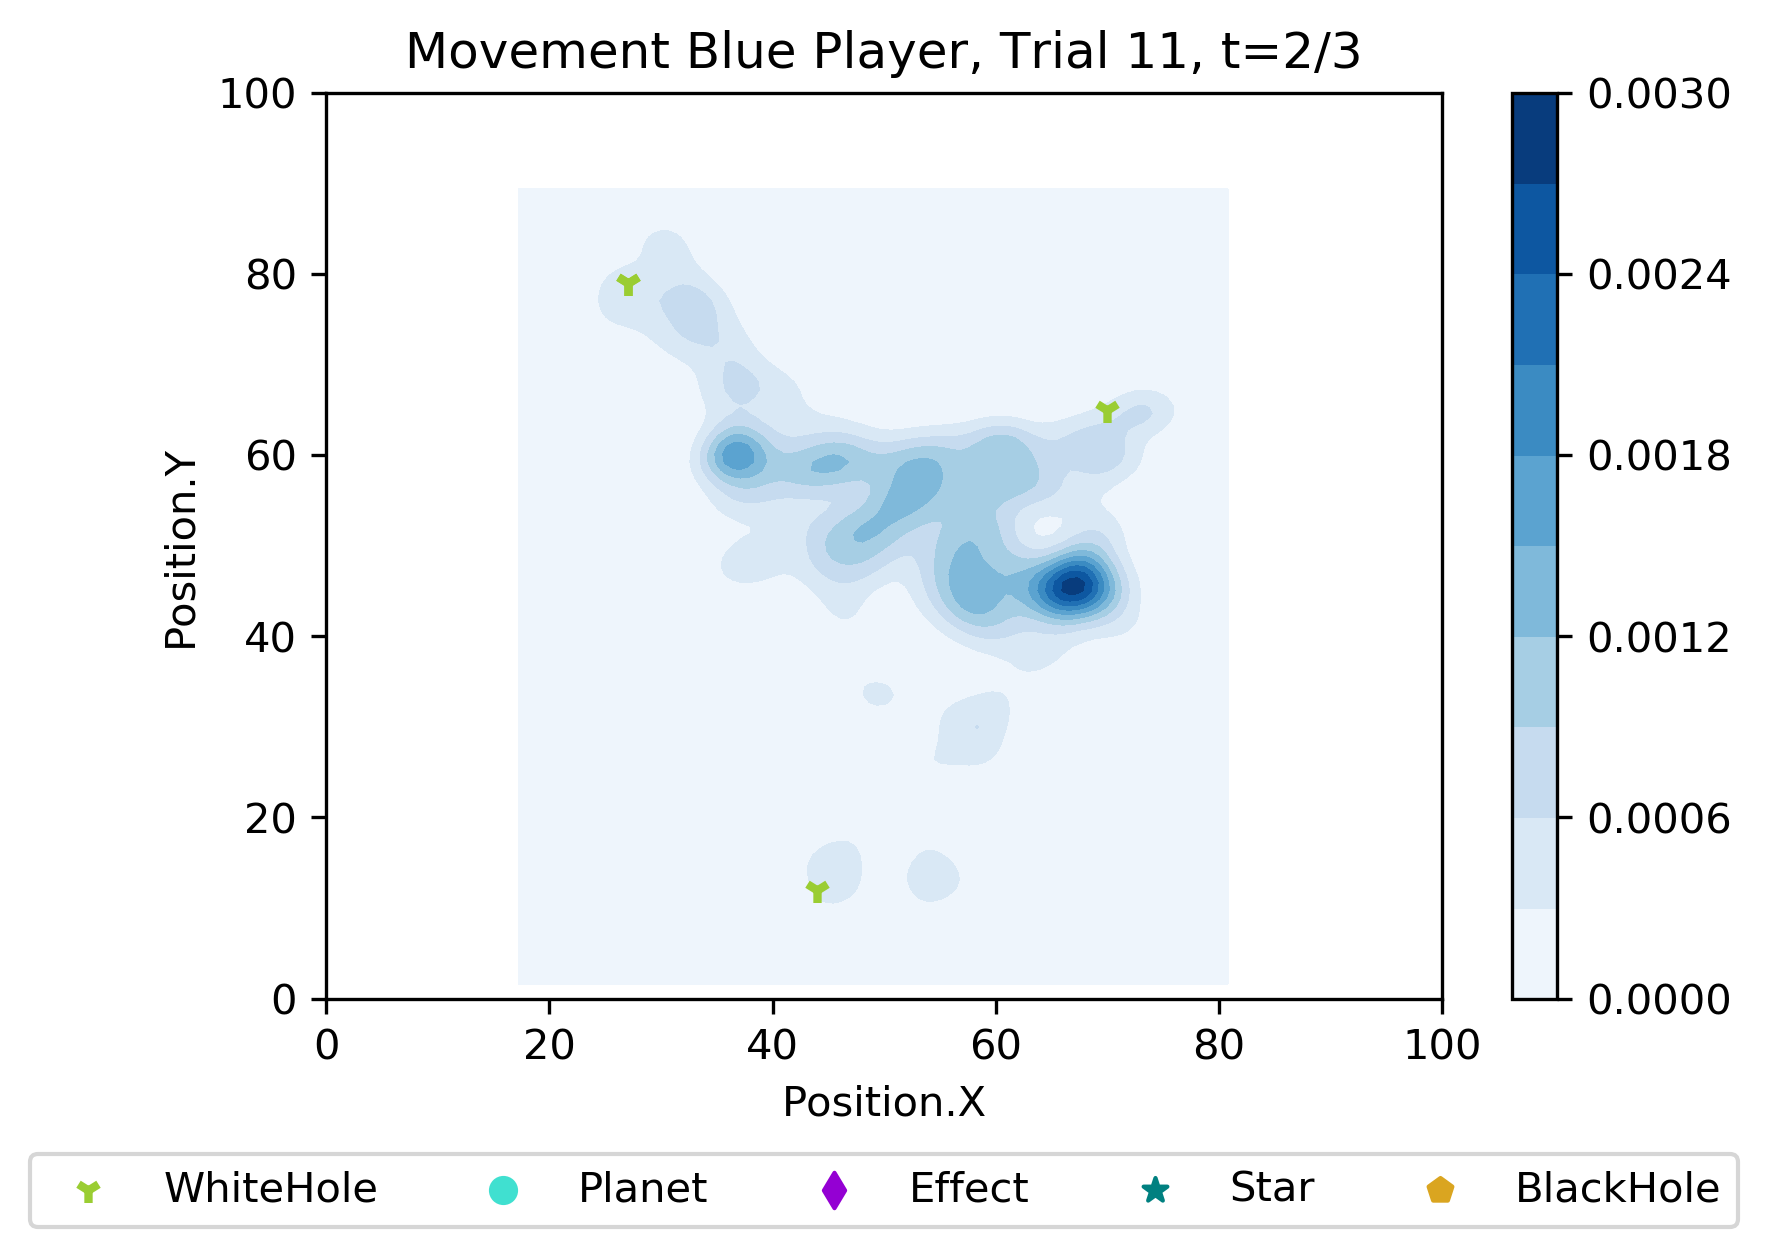 Movement Blue Player, Trial 11, t=2/3
100
80
60
40
20
0
Position.Y
0 20 40 60 80 100
Position.X
0.0030
0.0024
0.0018
0.0012
0.0006
0.0000
WhiteHole Planet Effect Star BlackHole